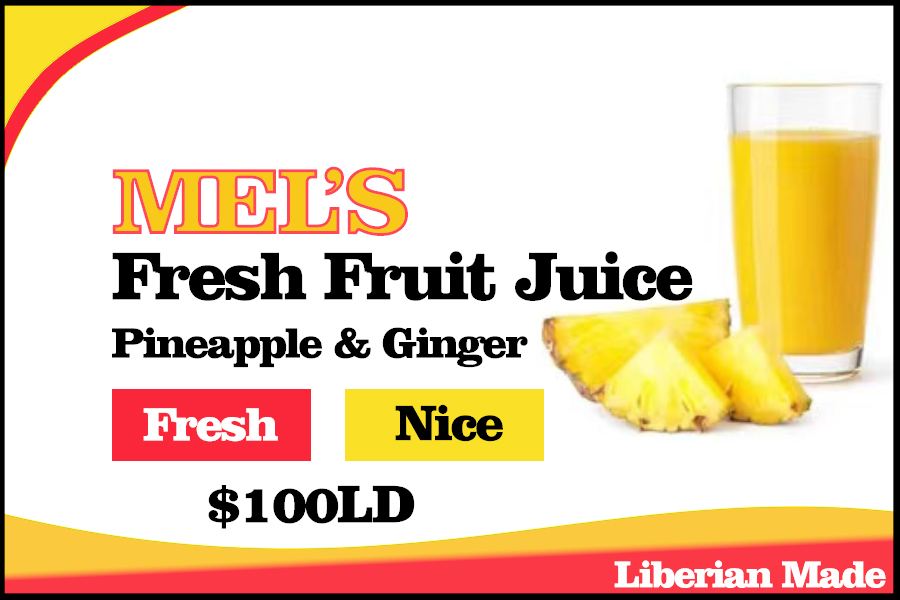 MEL'S
Fresh Fruit Juice
Pineapple & Ginger
Fresh Nice
$100LD
Liberian Made